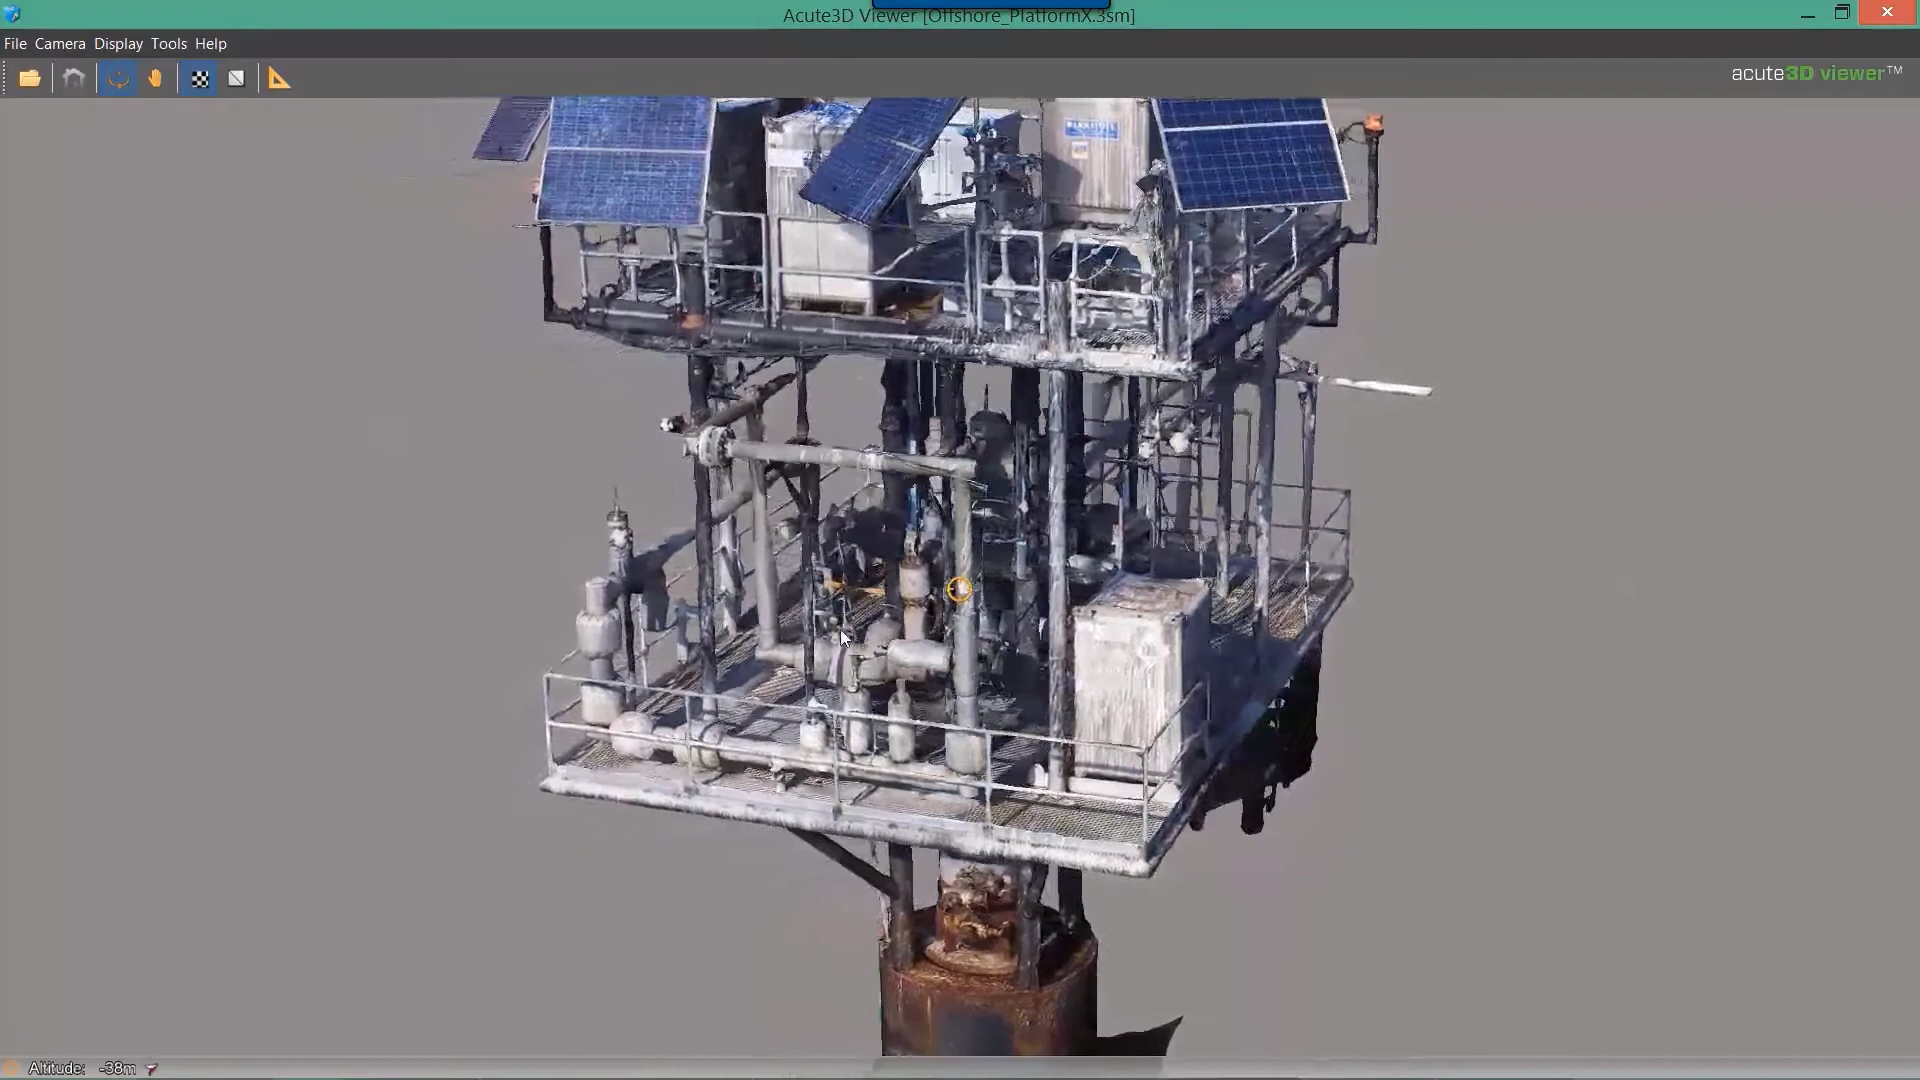 Acute3D Viewer [Offshore_PlatformX.3sm]
File Camera Display Tools Help
acute3D viewer™
Altitude: -38m